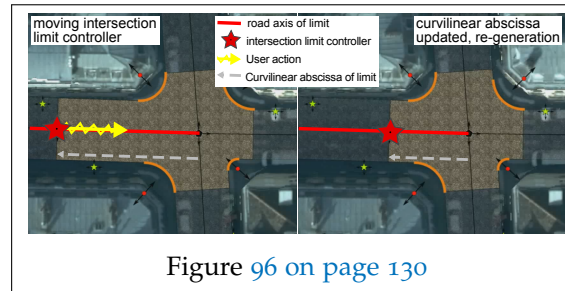 moving intersection
limit controller
road axis of limit
intersection limit controller
User action
Curvilinear abscissa of limit
curvilinear abscissa
updated, re-generation
Figure 96 on page 130